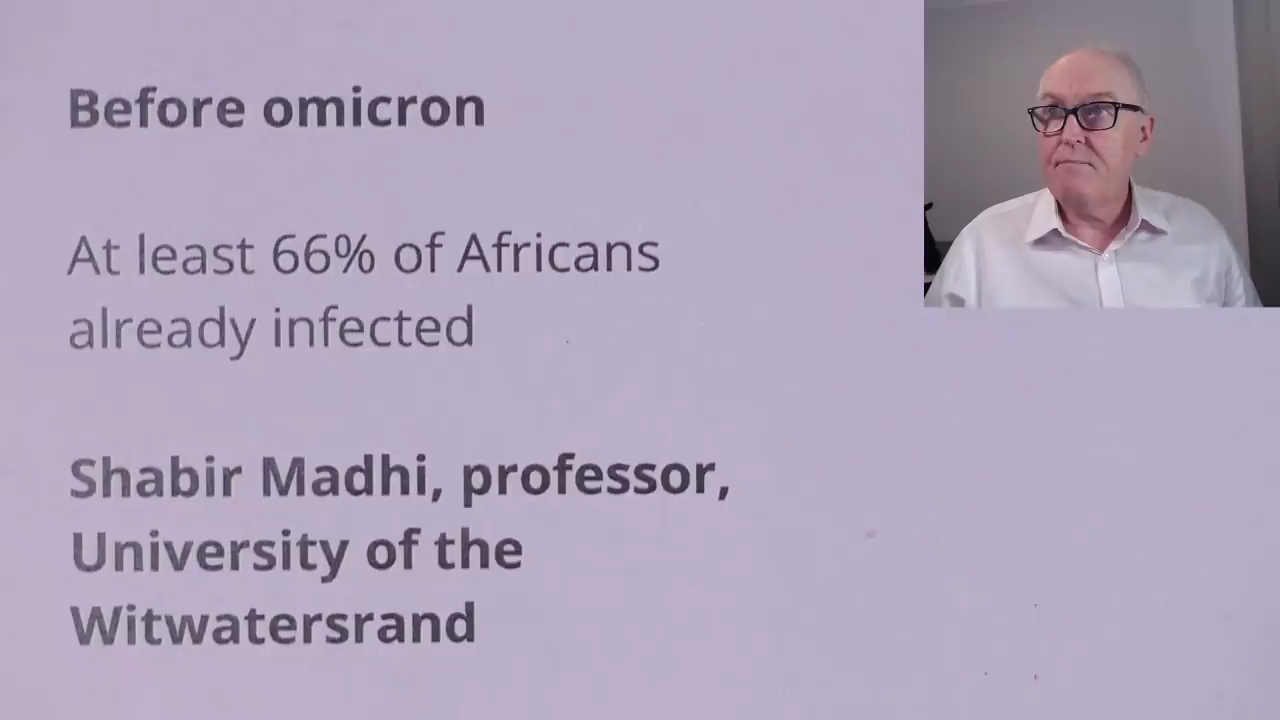 Before omicron
At least 66% of Africans
already infected
Shabir Madhi, professor,
University of the
Witwatersrand